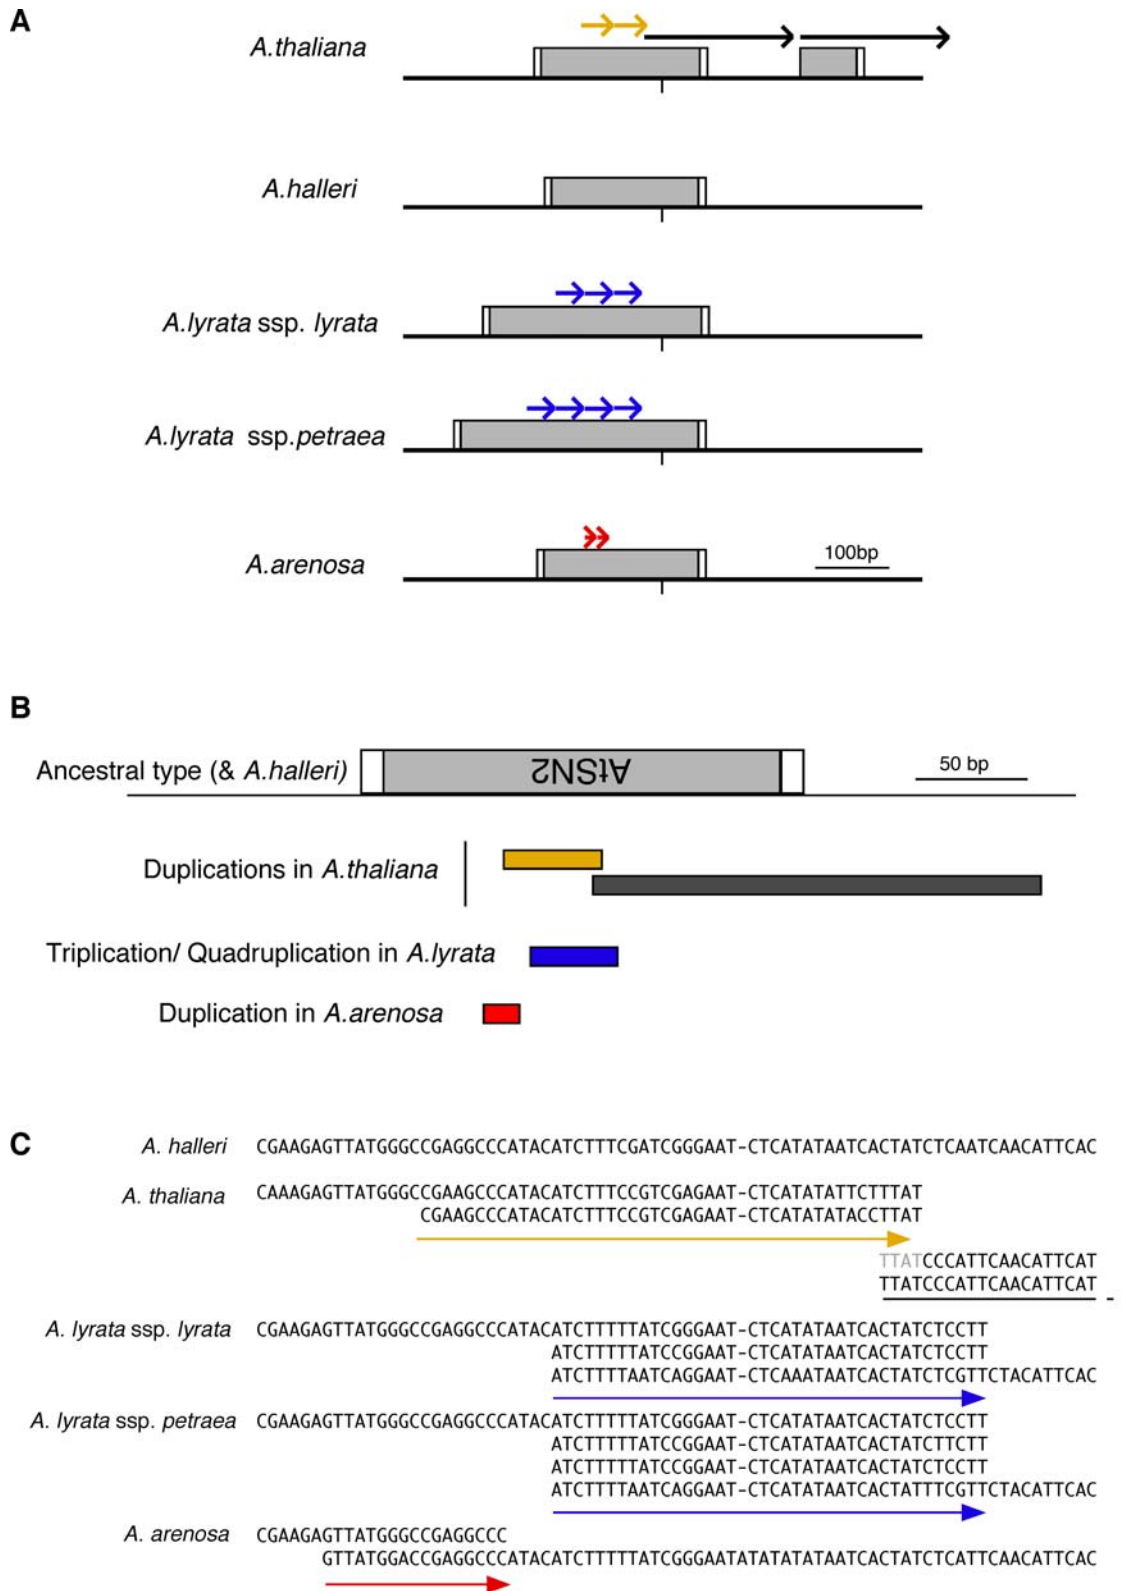 A
A.thaliana
A.halleri
A.lyrata ssp. lyrata
A.lyrata ssp.petraea
A.arenosa
100bp
B
Ancestral type (& A.halleri)
AtSN2
50 bp
Duplications in A.thaliana
Triplication/ Quadruplication in A.lyrata
Duplication in A.arenosa
C
A. halleri CGAAGAGTTATGGGCCGAGGCCCATACATCTTTCGATCGGGAAT-CTCATATAATCACTATCTCAATCAACATTCAC
A. thaliana CAAAGAGTTATGGGCCGAAGCCCATACATCTTTCCGTCGAGAAT-CTCATATATTCTTTAT
CGAAGCCCATACATCTTTCCGTCGAGAAT-CTCATATATACCTTAT
TTATCCCATTCAACATTCAT
TTATCCCATTCAACATTCAT
A. lyrata ssp. lyrata CGAAGAGTTATGGGCCGAGGCCCATACATCTTTTTATCGGGAAT-CTCATATAATCACTATCTCCTT
ATCTTTTTATCCGGAAT-CTCATATAATCACTATCTCCTT
ATCTTTTAATCAGGAAT-CTCAAATAATCACTATCTCGTTCTACATTCAC
A. lyrata ssp. petraea CGAAGAGTTATGGGCCGAGGCCCATACATCTTTTTATCGGGAAT-CTCATATAATCACTATCTCCTT
ATCTTTTTATCCGGAAT-CTCATATAATCACTATCTTCTT
ATCTTTTTATCCGGAAT-CTCATATAATCACTATCTCCTT
ATCTTTTAATCAGGAAT-CTCATATAATCACTATTTCGTTCTACATTCAC
A. arenosa CGAAGAGTTATGGGCCGAGGCCC
GTTATGGACCGAGGCCCATACATCTTTTTATCGGGAATATATATATAATCACTATCTCATTCAACATTCAC